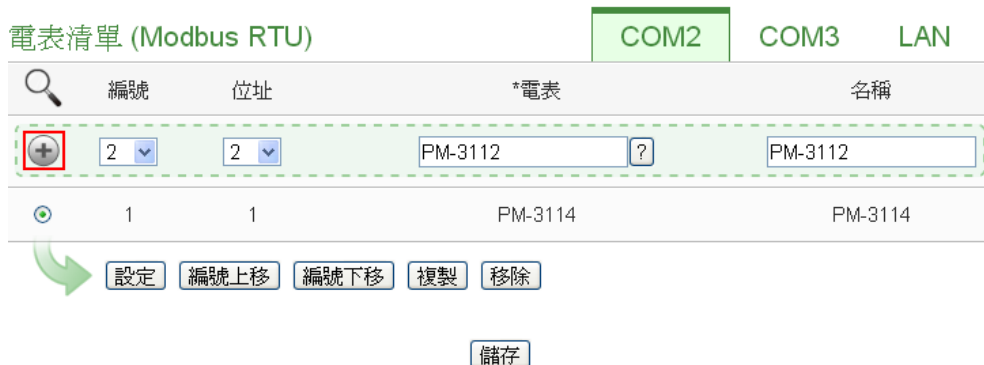 電表清單 (Modbus RTU) COM2 COM3 LAN
編號 位址 *電表 名稱
2 2 PM-3112 ? PM-3112
1 1 PM-3114 PM-3114
設定 編號上移 編號下移 複製 移除
儲存